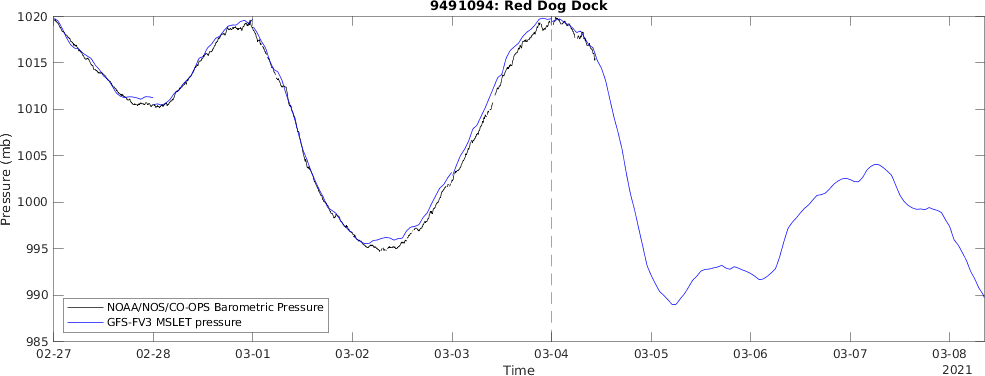 9491094: Red Dog Dock
1020
1015
1010
1005
1000
995
990
985
Pressure (mb)
NOAA/NOS/CO-OPS Barometric Pressure
GFS-FV3 MSLET pressure
02-27 02-28 03-01 03-02 03-03 03-04 03-05 03-06 03-07 03-08
Time
2021